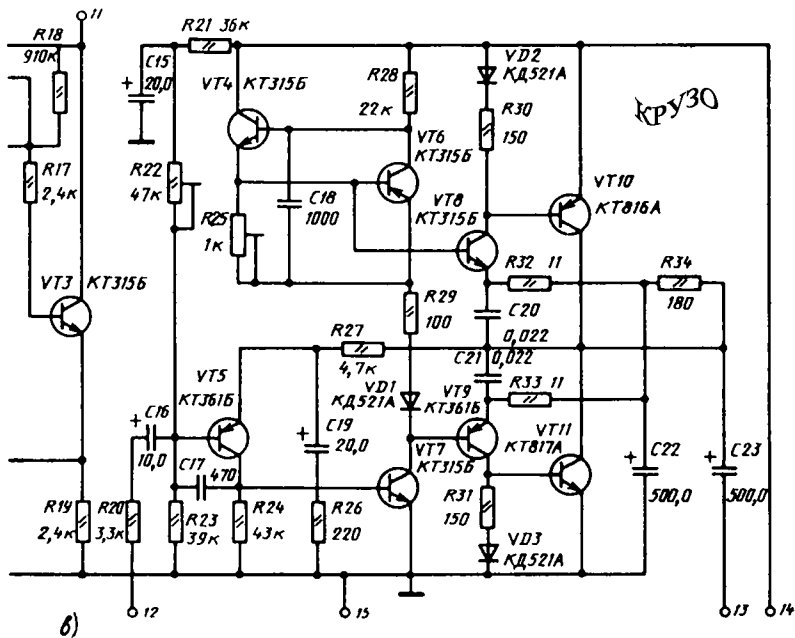 11
R18
910к
C15
20,0
+
R21 36к
VT4
КТ315Б
R28
22к
VD2
КД521А
R30
150
КРУЗО
R17
2,4к
R22
47к
C18
1000
VT6
КТ315Б
VT8
КТ315Б
VT10
КТ816А
R25
1к
R32 11
R34
180
VT3
КТ315Б
R29
100
C20
0,022
R27
4,7к
C21
0,022
VT5
КТ361Б
VD1
КД521А
VT9
КТ361Б
R33 11
C16
+
10,0
C19
+
20,0
VT7
КТ315Б
VT11
КТ817А
C22
+
500,0
C23
+
500,0
C17
470
R19
2,4к
R20
3,3к
R23
39к
R24
43к
R26
220
R31
150
VD3
КД521А
12
15
13
14
в)